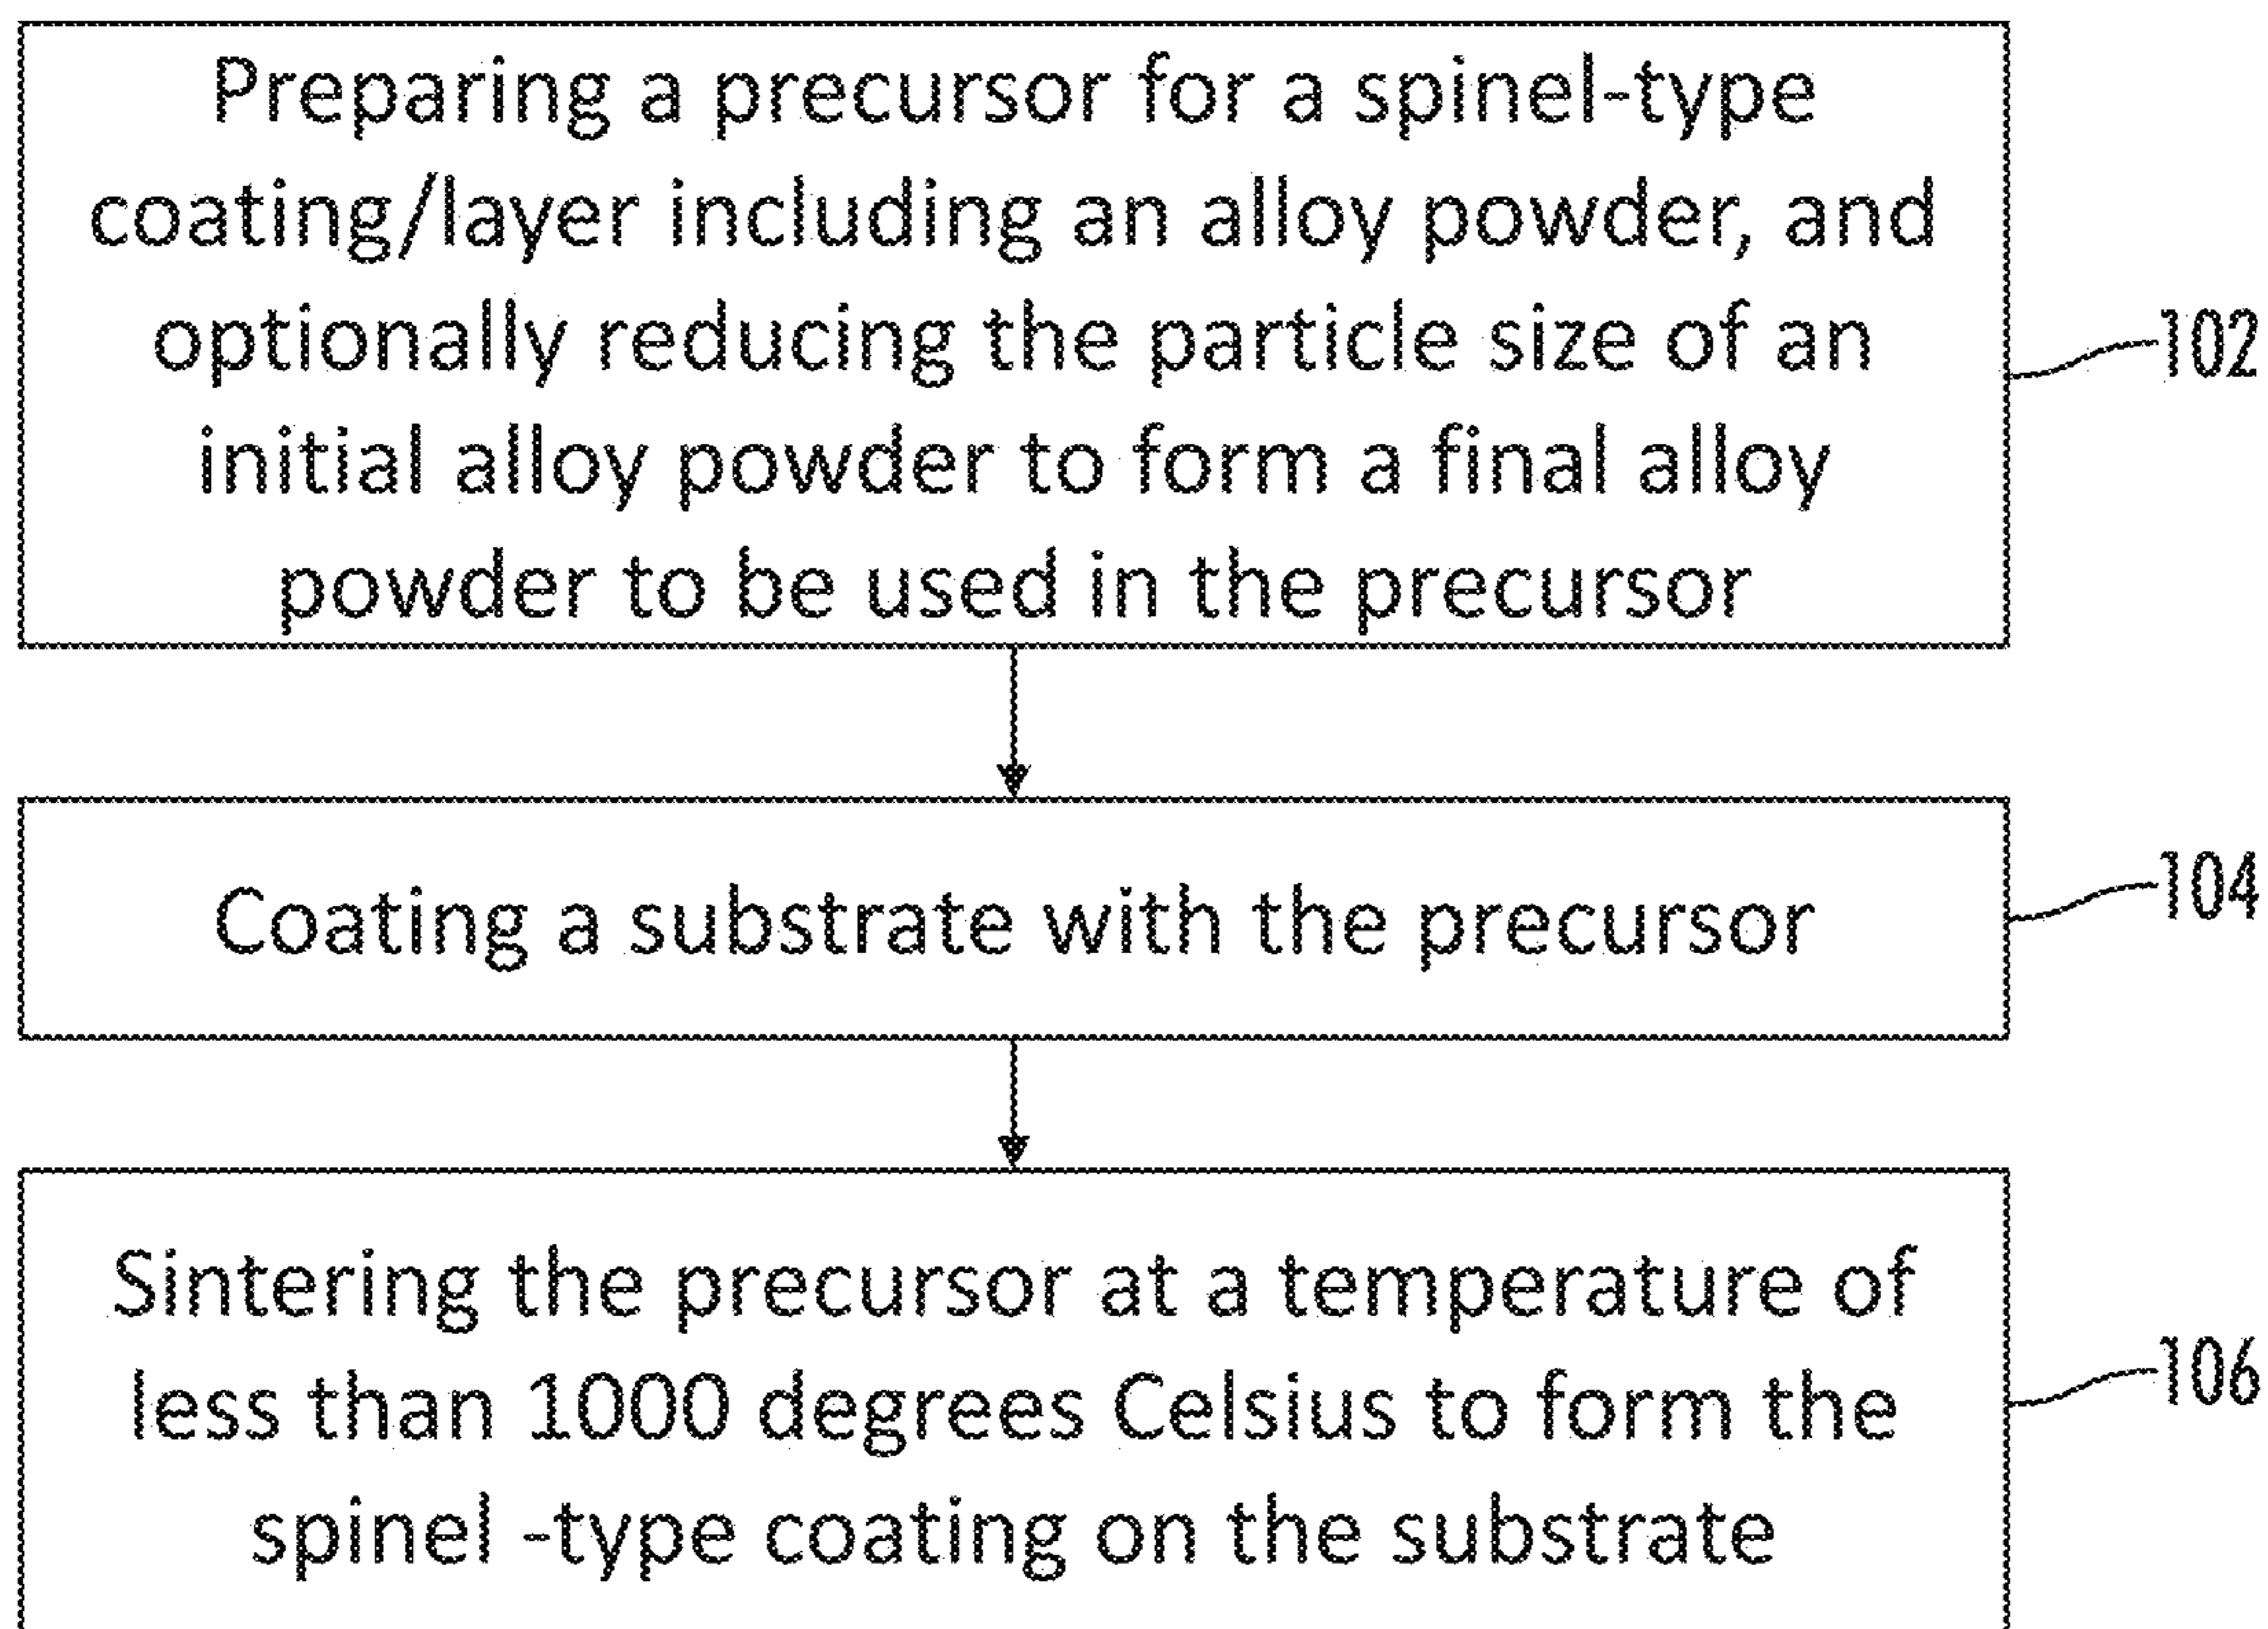 Preparing a precursor for a spinel-type
coating/layer including an alloy powder, and
optionally reducing the particle size of an
initial alloy powder to form a final alloy
powder to be used in the precursor
102
Coating a substrate with the precursor
104
Sintering the precursor at a temperature of
less than 1000 degrees Celsius to form the
spinel -type coating on the substrate
106